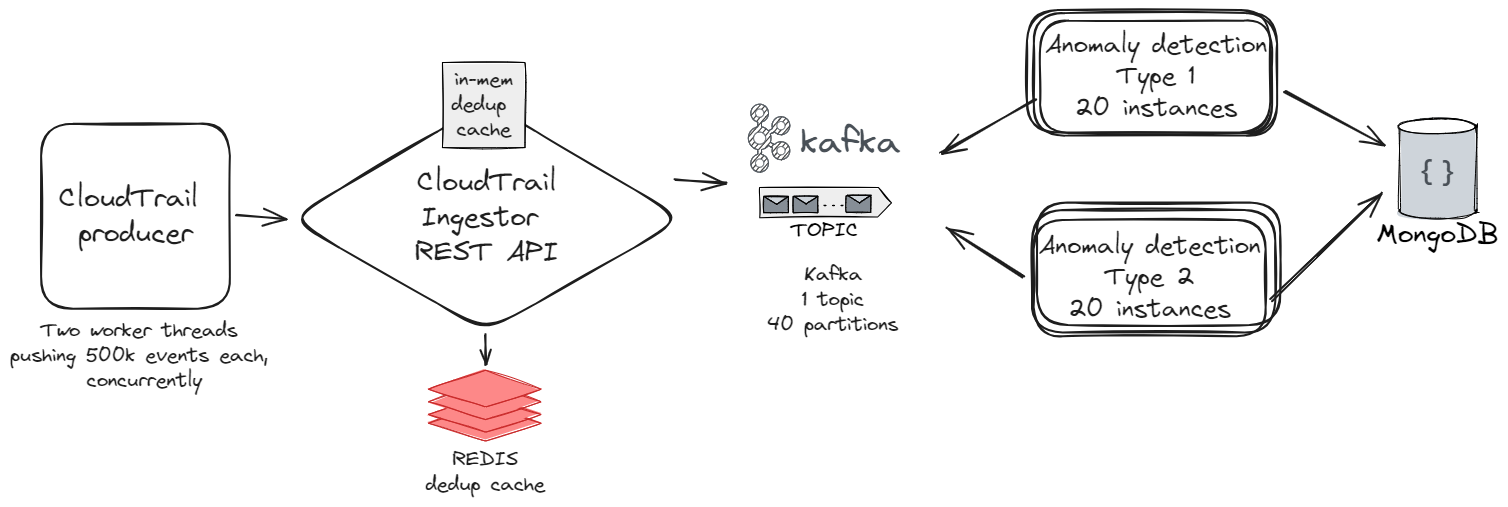 CloudTrail
producer
Two worker threads
pushing 500k events each,
concurrently
in-mem
dedup
cache
CloudTrail
Ingestor
REST API
REDIS
dedup cache
kafka
TOPIC
Kafka
1 topic
40 partitions
Anomaly detection
Type 1
20 instances
Anomaly detection
Type 2
20 instances
{ }
MongoDB